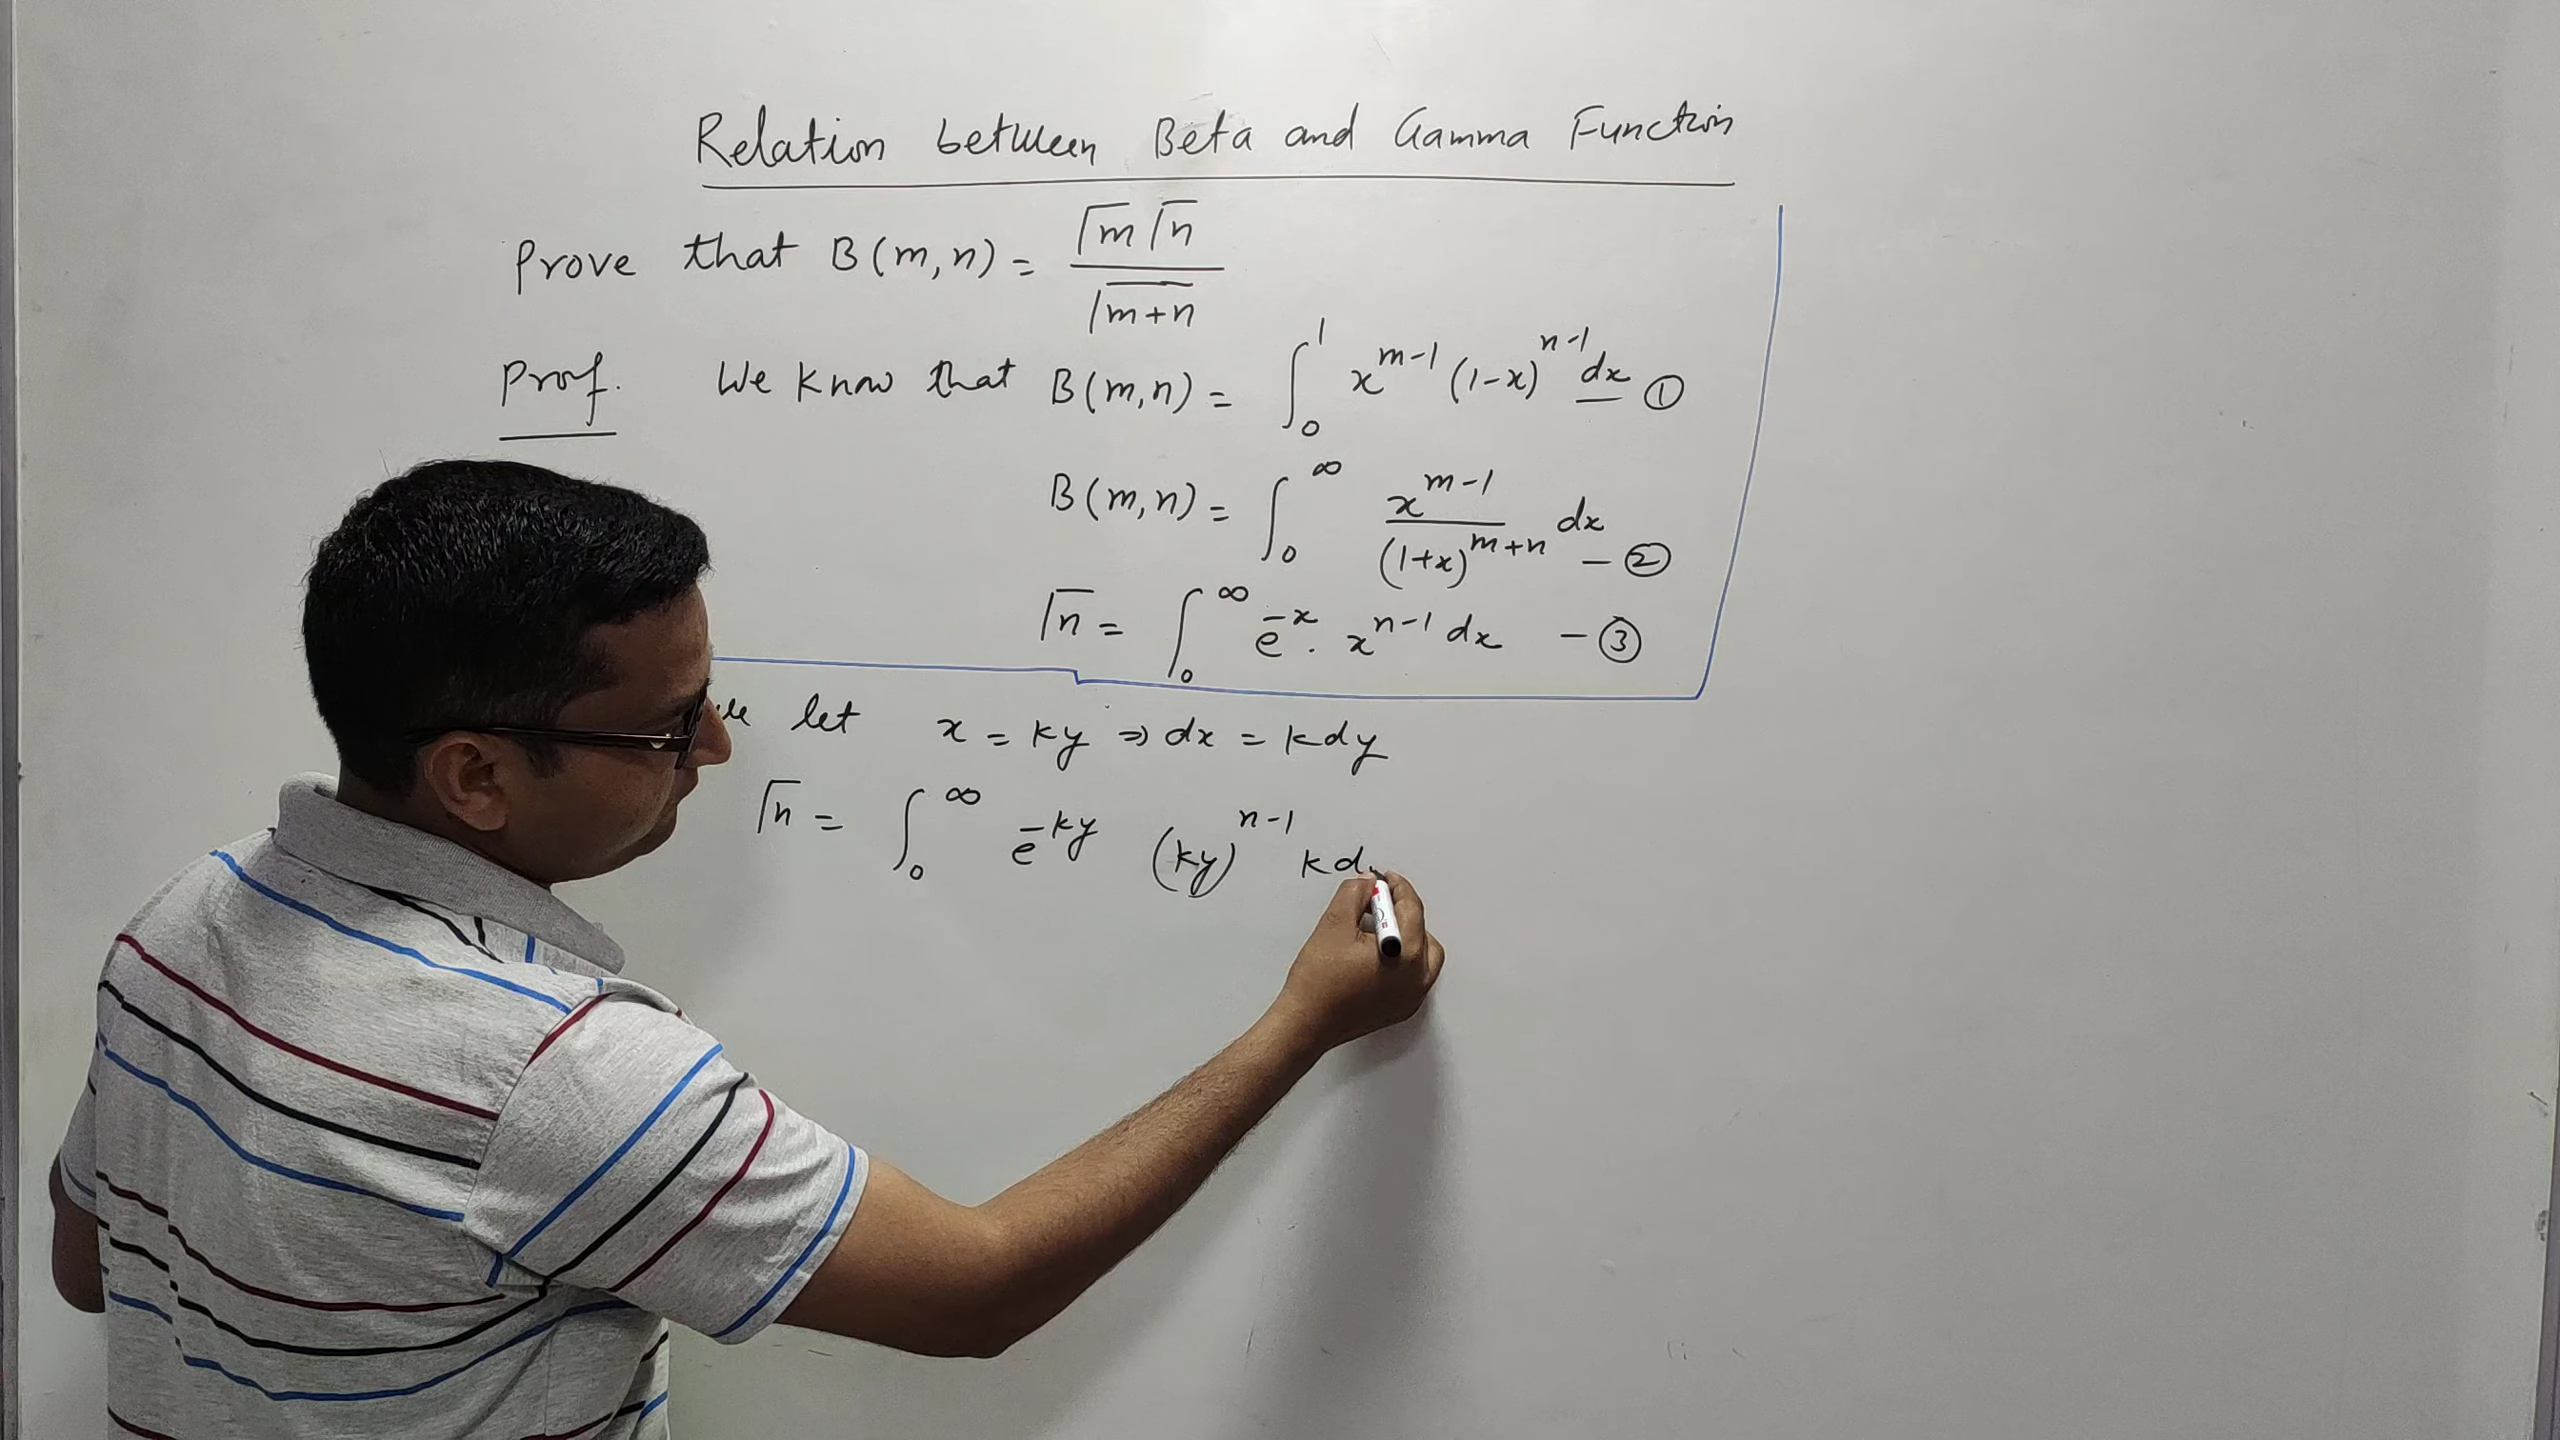 Relation between Beta and Gamma Function
Prove that B(m,n) = Γm Γn / Γm+n
Prof. We know that B(m,n) = ∫₀¹ x^{m-1} (1-x)^{n-1} dx — ①
B(m,n) = ∫₀^∞ x^{m-1} / (1+x)^{m+n} dx — ②
Γn = ∫₀^∞ e^{-x} . x^{n-1} dx — ③
let x = ky ⇒ dx = kdy
Γn = ∫₀^∞ e^{-ky} (ky)^{n-1} kd